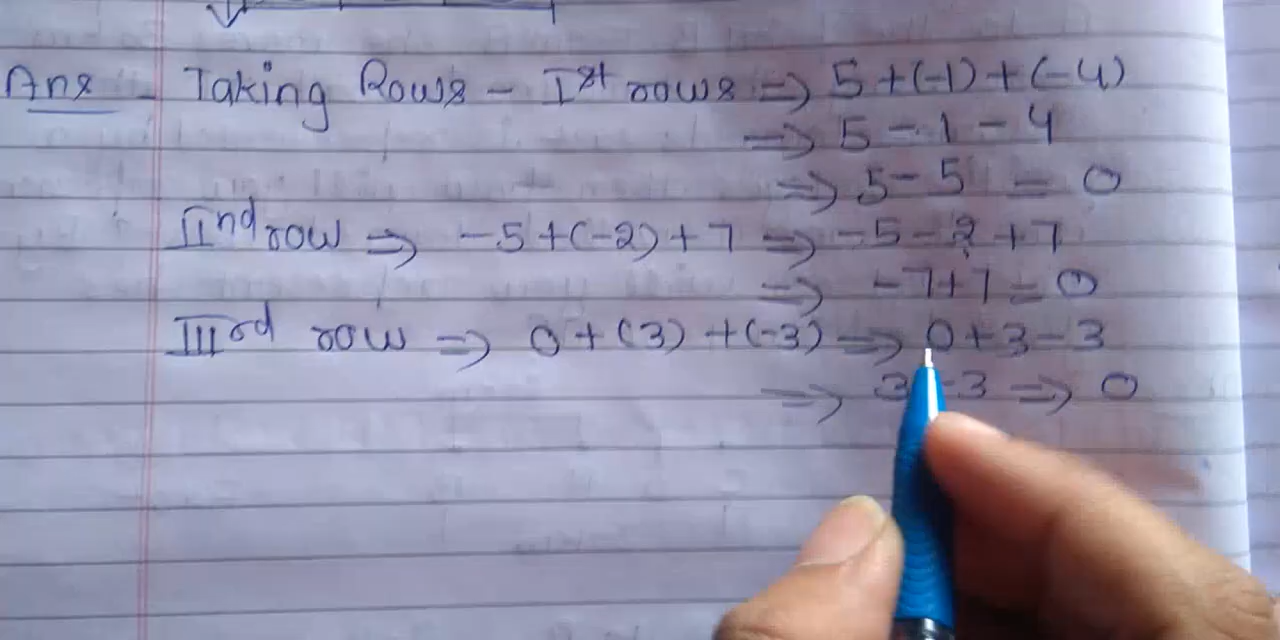 Ans - Taking Rows - Ist rows ⇒ 5 + (-1) + (-4)
⇒ 5 - 1 - 4
⇒ 5 - 5 = 0
IInd row ⇒ -5 + (-2) + 7 ⇒ -5 - 2 + 7
⇒ -7 + 7 = 0
IIIrd row ⇒ 0 + (3) + (-3) ⇒ 0 + 3 - 3
⇒ 3 - 3 ⇒ 0